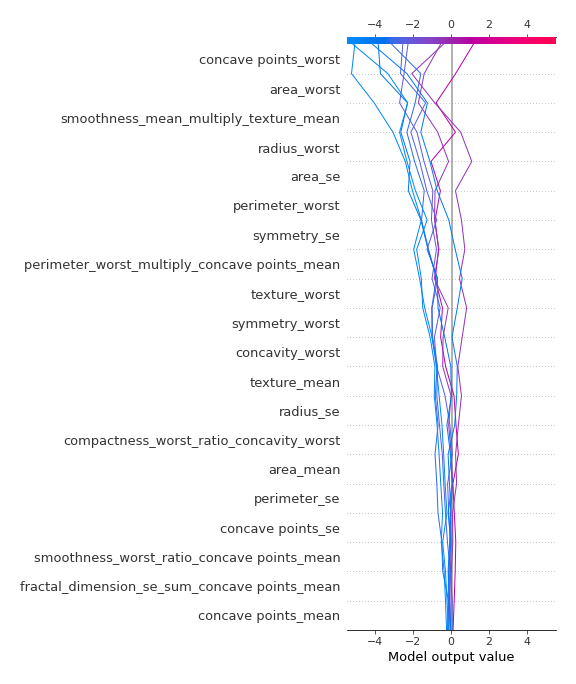 −4 −2 0 2 4
concave points_worst
area_worst
smoothness_mean_multiply_texture_mean
radius_worst
area_se
perimeter_worst
symmetry_se
perimeter_worst_multiply_concave points_mean
texture_worst
symmetry_worst
concavity_worst
texture_mean
radius_se
compactness_worst_ratio_concavity_worst
area_mean
perimeter_se
concave points_se
smoothness_worst_ratio_concave points_mean
fractal_dimension_se_sum_concave points_mean
concave points_mean
−4 −2 0 2 4
Model output value